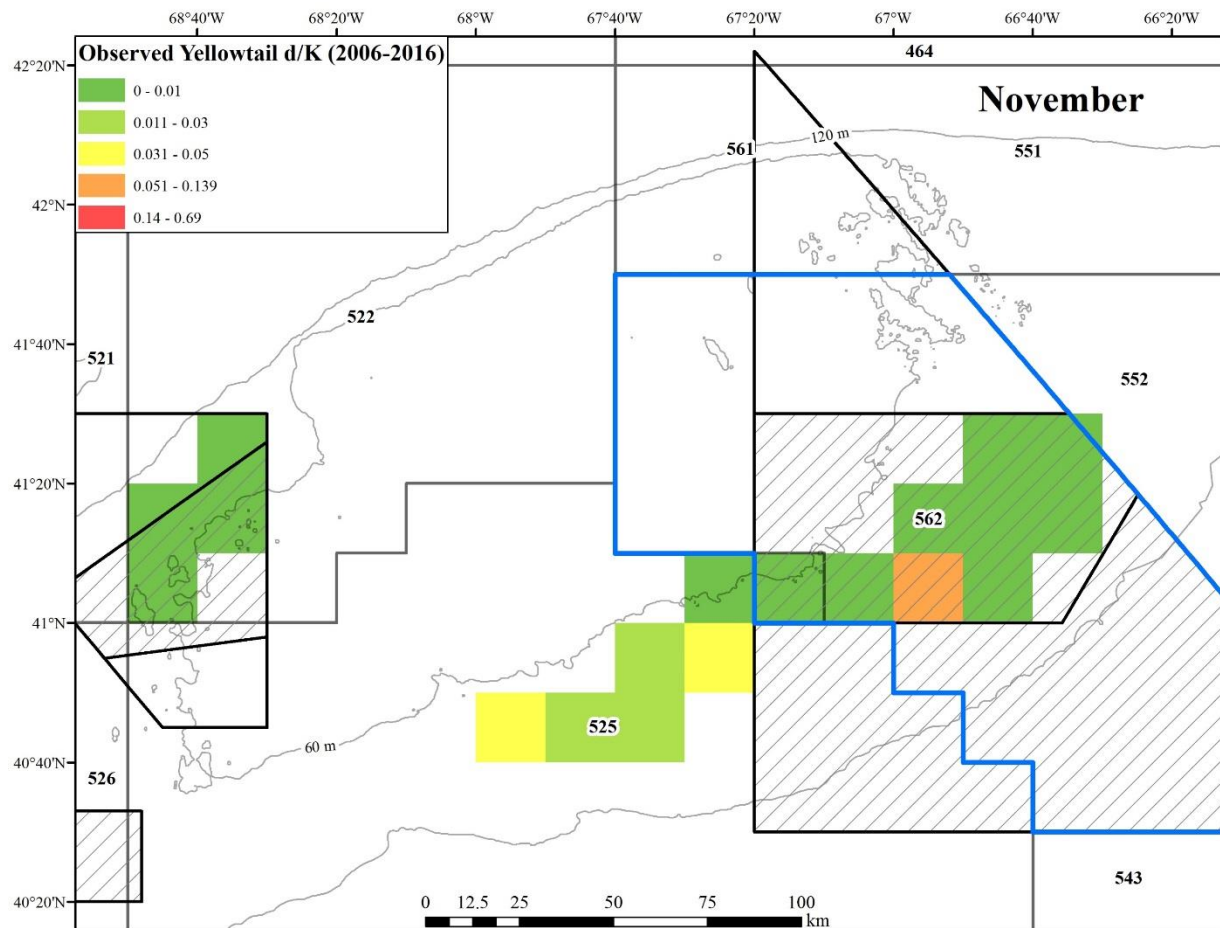 68°40'W 68°20'W 68°W 67°40'W 67°20'W 67°W 66°40'W 66°20'W
Observed Yellowtail d/K (2006-2016)
0 - 0.01
0.011 - 0.03
0.031 - 0.05
0.051 - 0.139
0.14 - 0.69
November
42°20'N
42°N
41°40'N
41°20'N
41°N
40°40'N
40°20'N
464
120 m
561
551
522
521
552
562
525
60 m
526
543
0 12.5 25 50 75 100
km